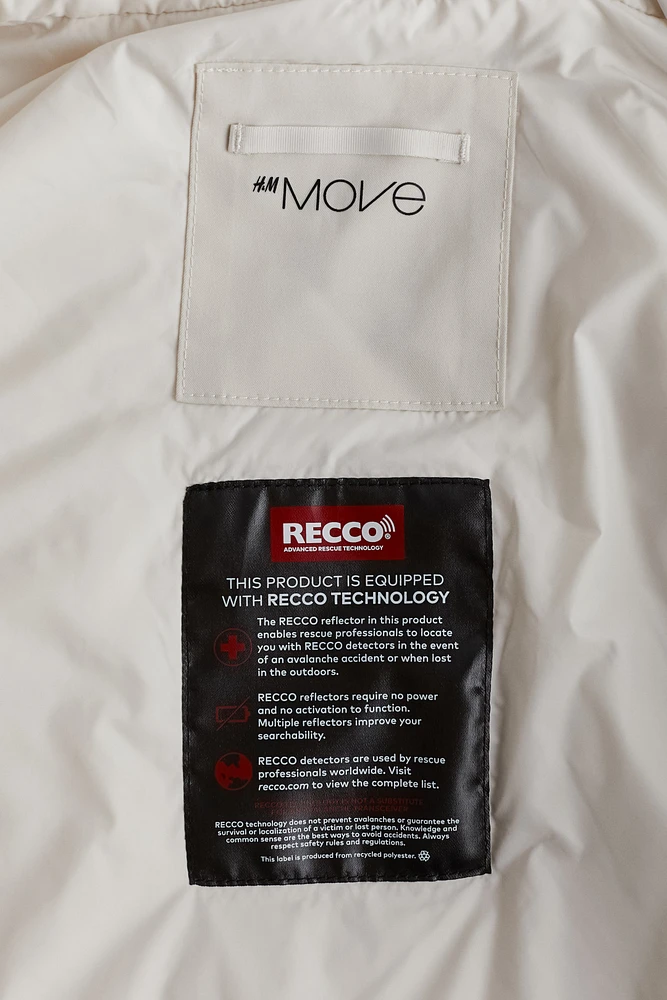 H&M MOVE
RECCO®
ADVANCED RESCUE TECHNOLOGY
THIS PRODUCT IS EQUIPPED
WITH RECCO TECHNOLOGY
The RECCO reflector in this product
enables rescue professionals to locate
you with RECCO detectors in the event
of an avalanche accident or when lost
in the outdoors.
RECCO reflectors require no power
and no activation to function.
Multiple reflectors improve your
searchability.
RECCO detectors are used by rescue
professionals worldwide. Visit
recco.com to view the complete list.
RECCO IS NOT A SUBSTITUTE
RECCO technology does not prevent avalanches or guarantee the
survival or localization of a victim or lost person. Knowledge and
common sense are the best ways to avoid accidents. Always
respect safety rules and regulations.
This label is produced from recycled polyester.